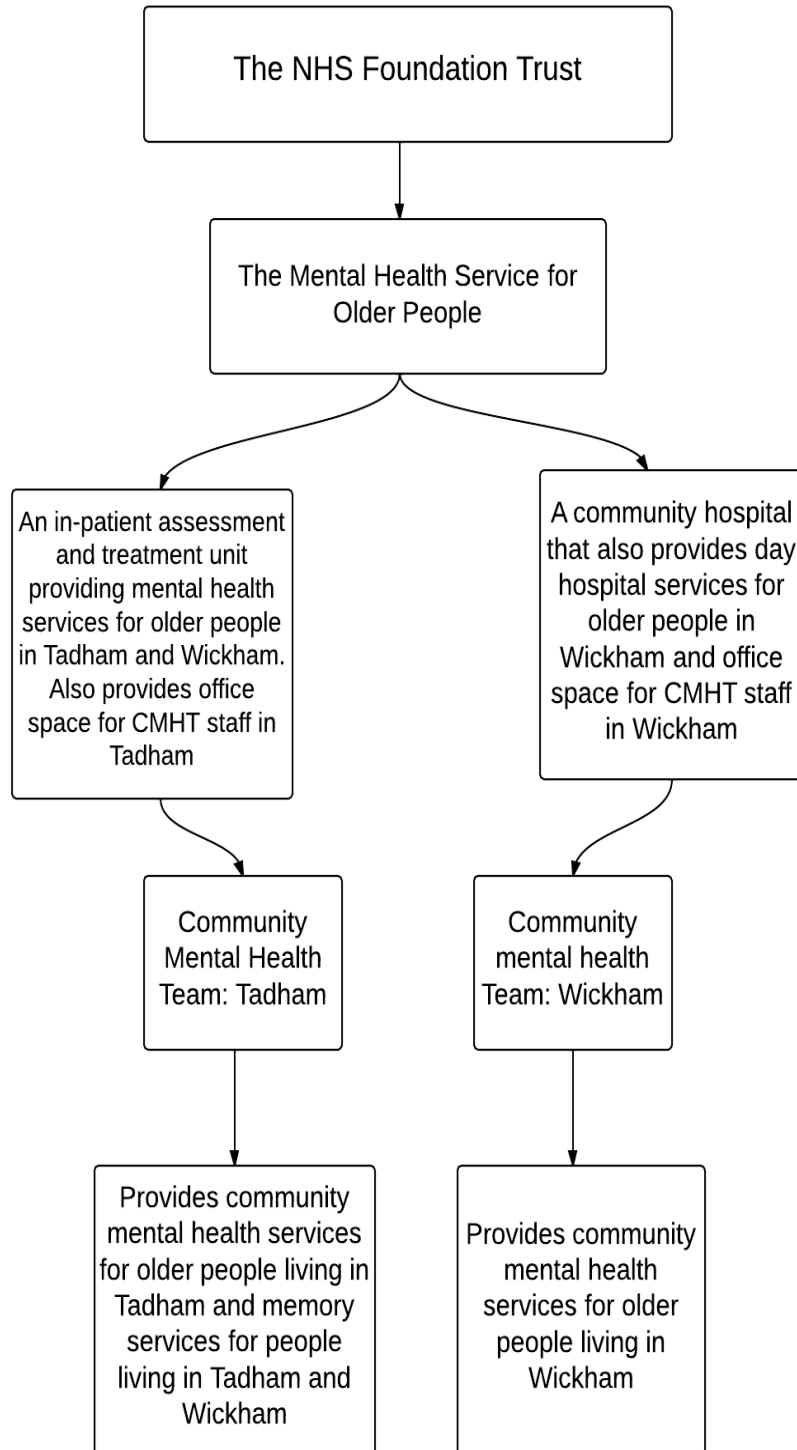 The NHS Foundation Trust
The Mental Health Service for
Older People
An in-patient assessment
and treatment unit
providing mental health
services for older people
in Tadham and Wickham.
Also provides office
space for CMHT staff in
Tadham
A community hospital
that also provides day
hospital services for
older people in
Wickham and office
space for CMHT staff
in Wickham
Community
Mental Health
Team: Tadham
Community
mental health
Team: Wickham
Provides community
mental health services
for older people living in
Tadham and memory
services for people
living in Tadham and
Wickham
Provides community
mental health
services for older
people living in
Wickham